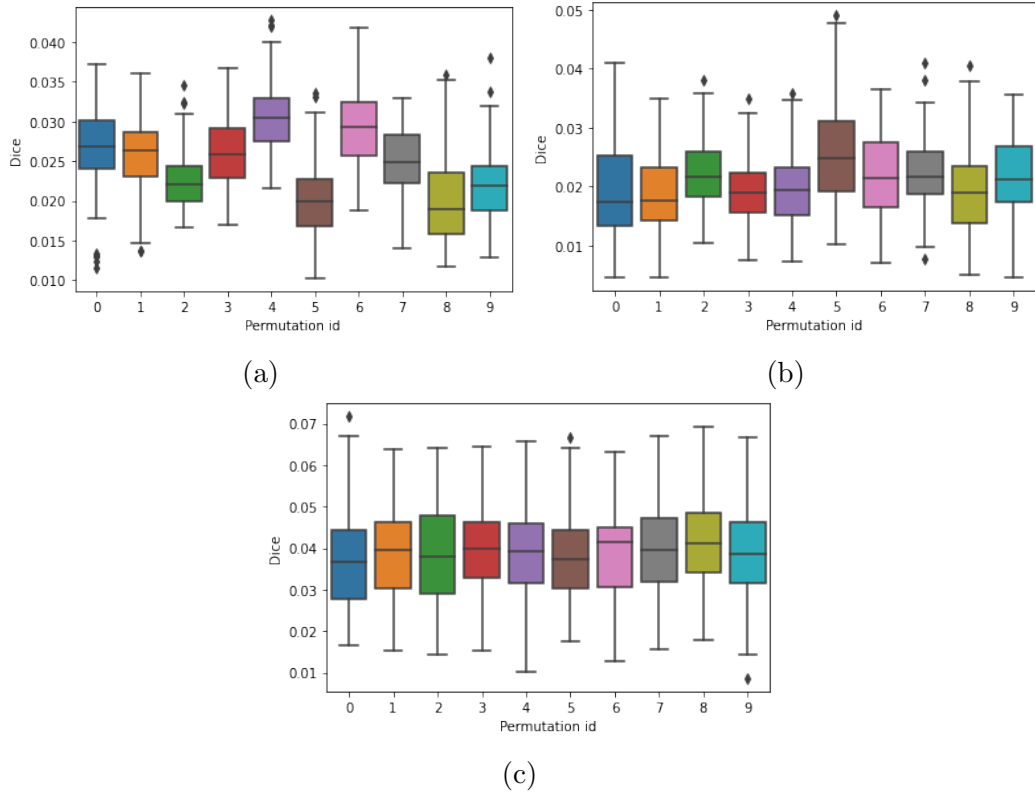 0.040
0.035
0.030
0.025
0.020
0.015
0.010
Dice
0 1 2 3 4 5 6 7 8 9
Permutation id
(a)
0.05
0.04
0.03
0.02
0.01
Dice
0 1 2 3 4 5 6 7 8 9
Permutation id
(b)
0.07
0.06
0.05
0.04
0.03
0.02
0.01
Dice
0 1 2 3 4 5 6 7 8 9
Permutation id
(c)